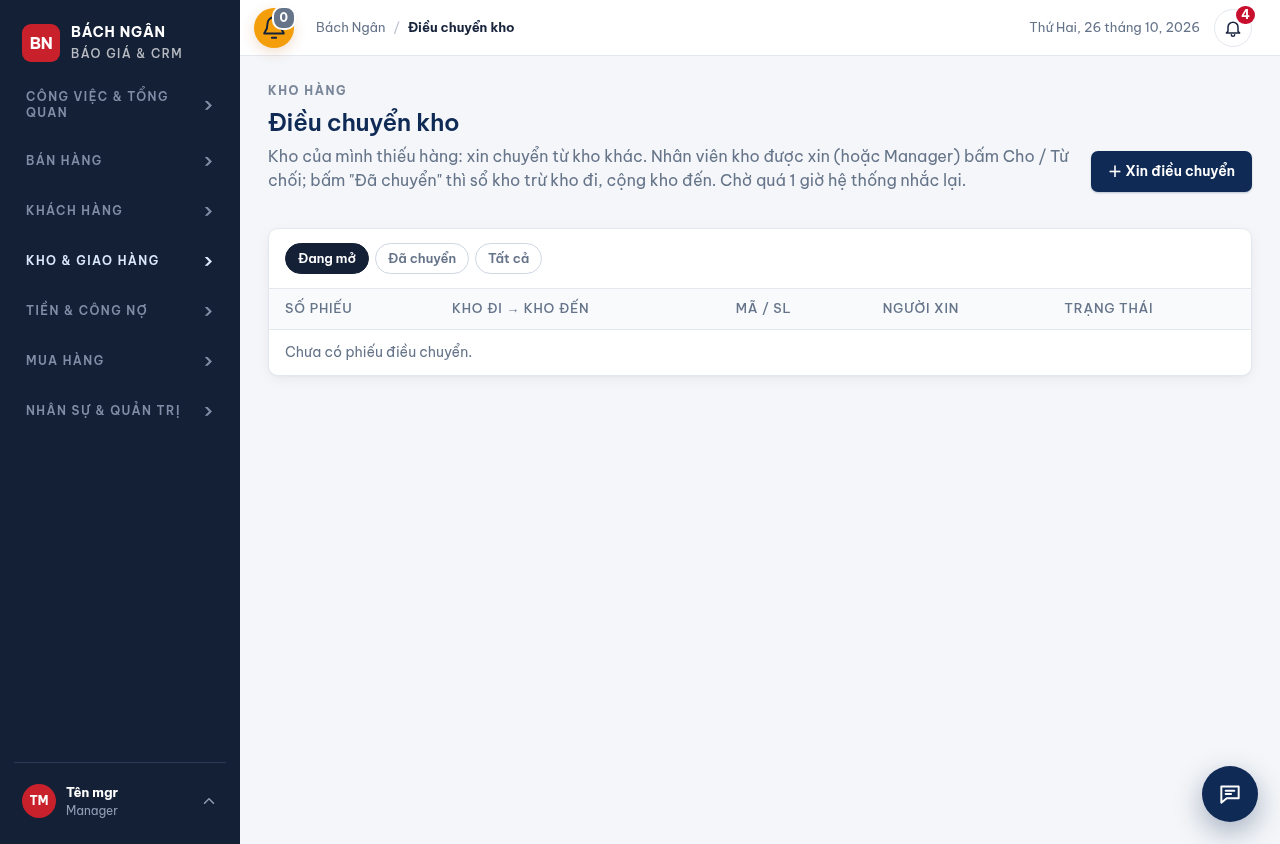 BN
BÁCH NGÂN
BÁO GIÁ & CRM
CÔNG VIỆC & TỔNG
QUAN
BÁN HÀNG
KHÁCH HÀNG
KHO & GIAO HÀNG
TIỀN & CÔNG NỢ
MUA HÀNG
NHÂN SỰ & QUẢN TRỊ
TM
Tên mgr
Manager
0
Bách Ngân / Điều chuyển kho
Thứ Hai, 26 tháng 10, 2026
4
KHO HÀNG
Điều chuyển kho
Kho của mình thiếu hàng: xin chuyển từ kho khác. Nhân viên kho được xin (hoặc Manager) bấm Cho / Từ
chối; bấm "Đã chuyển" thì sổ kho trừ kho đi, cộng kho đến. Chờ quá 1 giờ hệ thống nhắc lại.
+ Xin điều chuyển
Đang mở Đã chuyển Tất cả
SỐ PHIẾU KHO ĐI → KHO ĐẾN MÃ / SL NGƯỜI XIN TRẠNG THÁI
Chưa có phiếu điều chuyển.